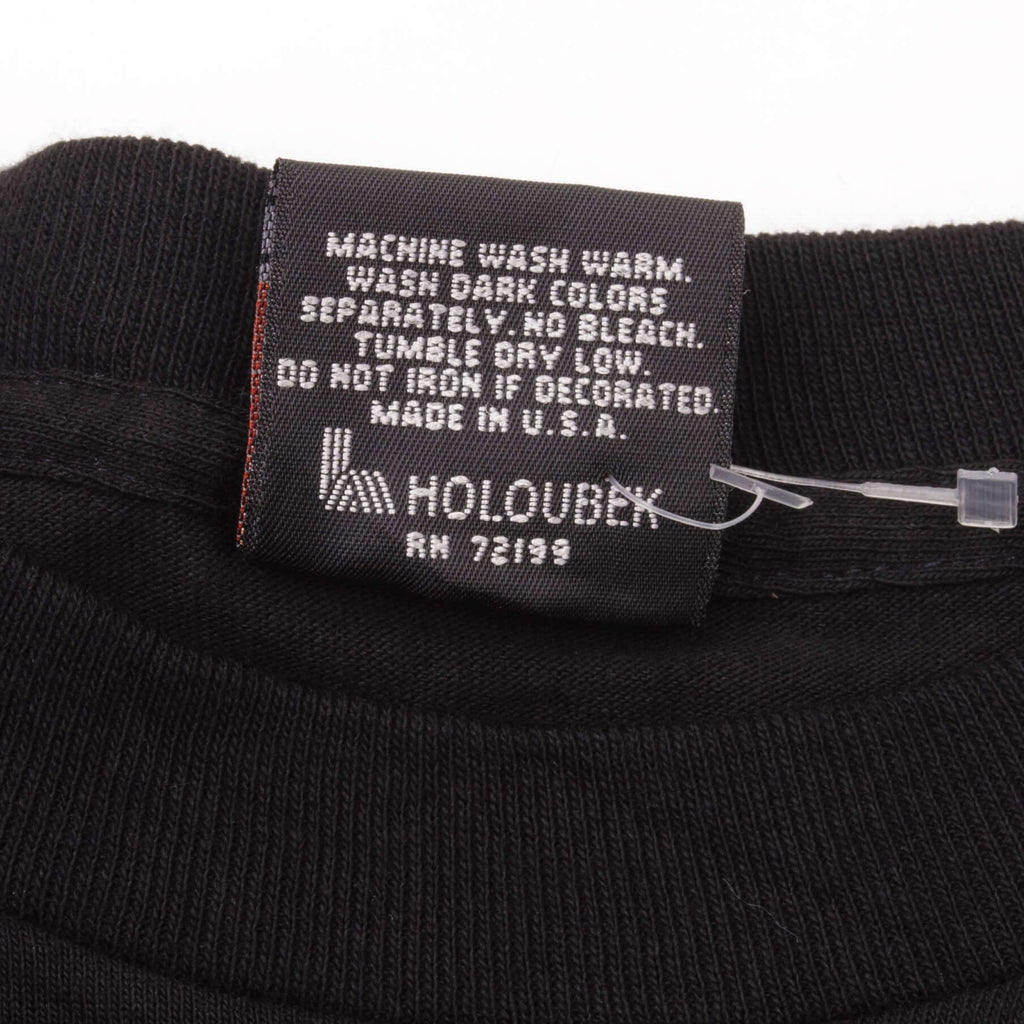 MACHINE WASH WARM.
WASH DARK COLORS
SEPARATELY. NO BLEACH.
TUMBLE DRY LOW.
DO NOT IRON IF DECORATED.
MADE IN U.S.A.
HOLOUBEK
RN 73199